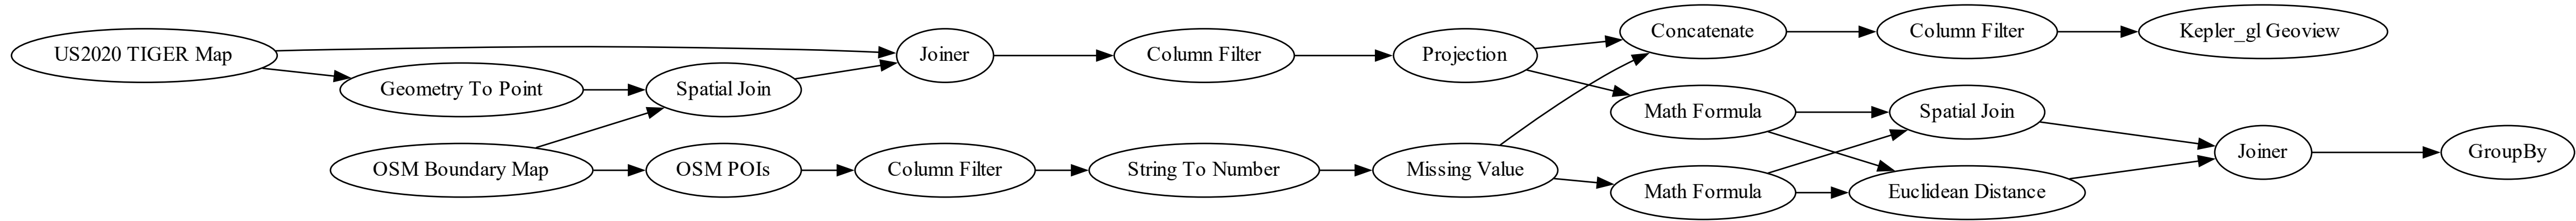 US2020 TIGER Map
Geometry To Point
OSM Boundary Map
Spatial Join
OSM POIs
Joiner
Column Filter
Column Filter
String To Number
Projection
Missing Value
Concatenate
Math Formula
Math Formula
Column Filter
Spatial Join
Euclidean Distance
Kepler_gl Geoview
Joiner
GroupBy